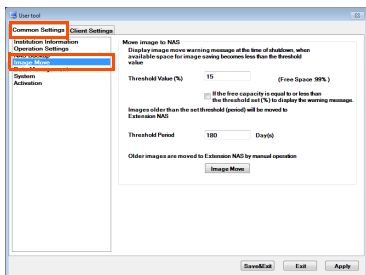 User tool
Common Settings
Client Settings
Institution Information
Operation Settings
Image Move
System
Activation
Move image to NAS
Display image move warning message at the time of shutdown, when
available space for image saving becomes less than the threshold
value
Threshold Value (%)
15
(Free Space :99% )
If the free capacity is equal to or less than
the threshold set (%) to display the warning message.
Images older than the set threshold (period) will be moved to
Extension NAS
Threshold Period
180
Day(s)
Older images are moved to Extension NAS by manual operation
Image Move
Save&Exit
Exit
Apply